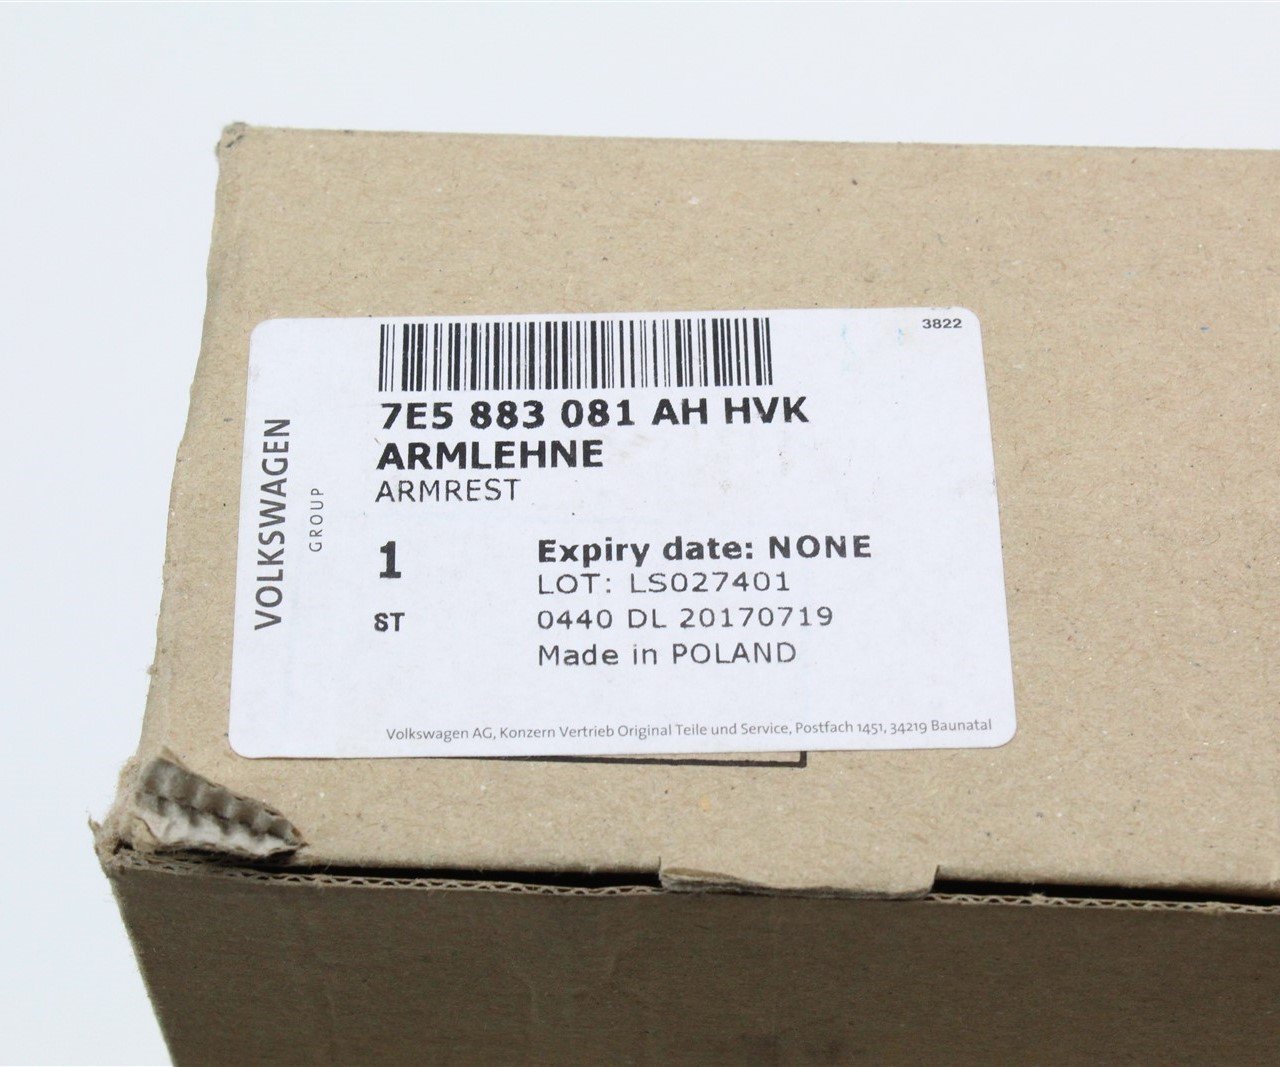 3822
7E5 883 081 AH HVK
ARMLEHNE
ARMREST
VOLKSWAGEN
GROUP
1
ST
Expiry date: NONE
LOT: LS027401
0440 DL 20170719
Made in POLAND
Volkswagen AG, Konzern Vertrieb Original Teile und Service, Postfach 1451, 34219 Baunatal